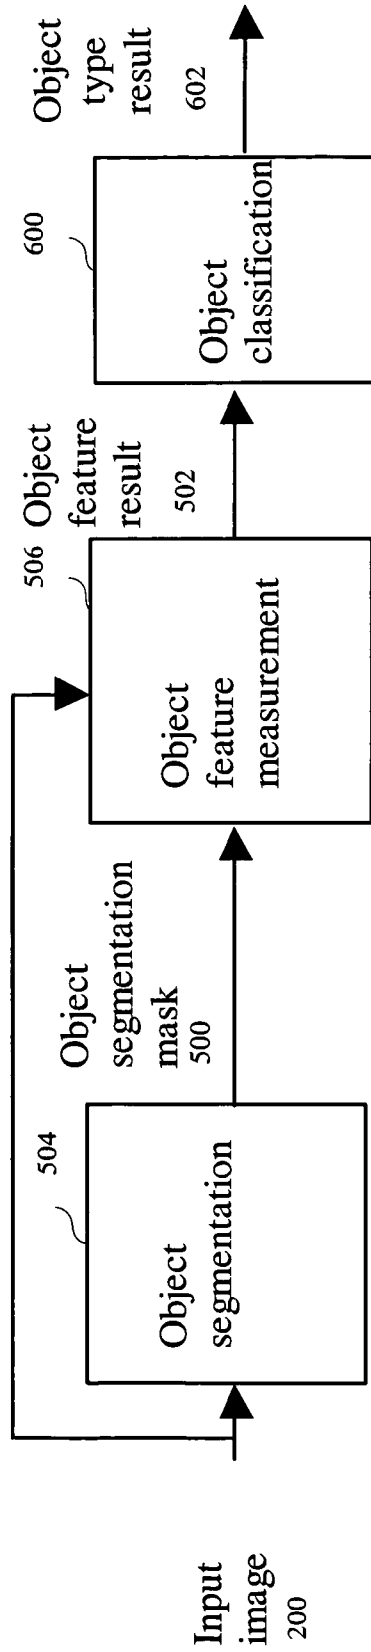 Input
image
200
504
Object
segmentation
Object
segmentation
mask
500
506
Object
feature
measurement
Object
feature
result
502
600
Object
classification
Object
type
result
602